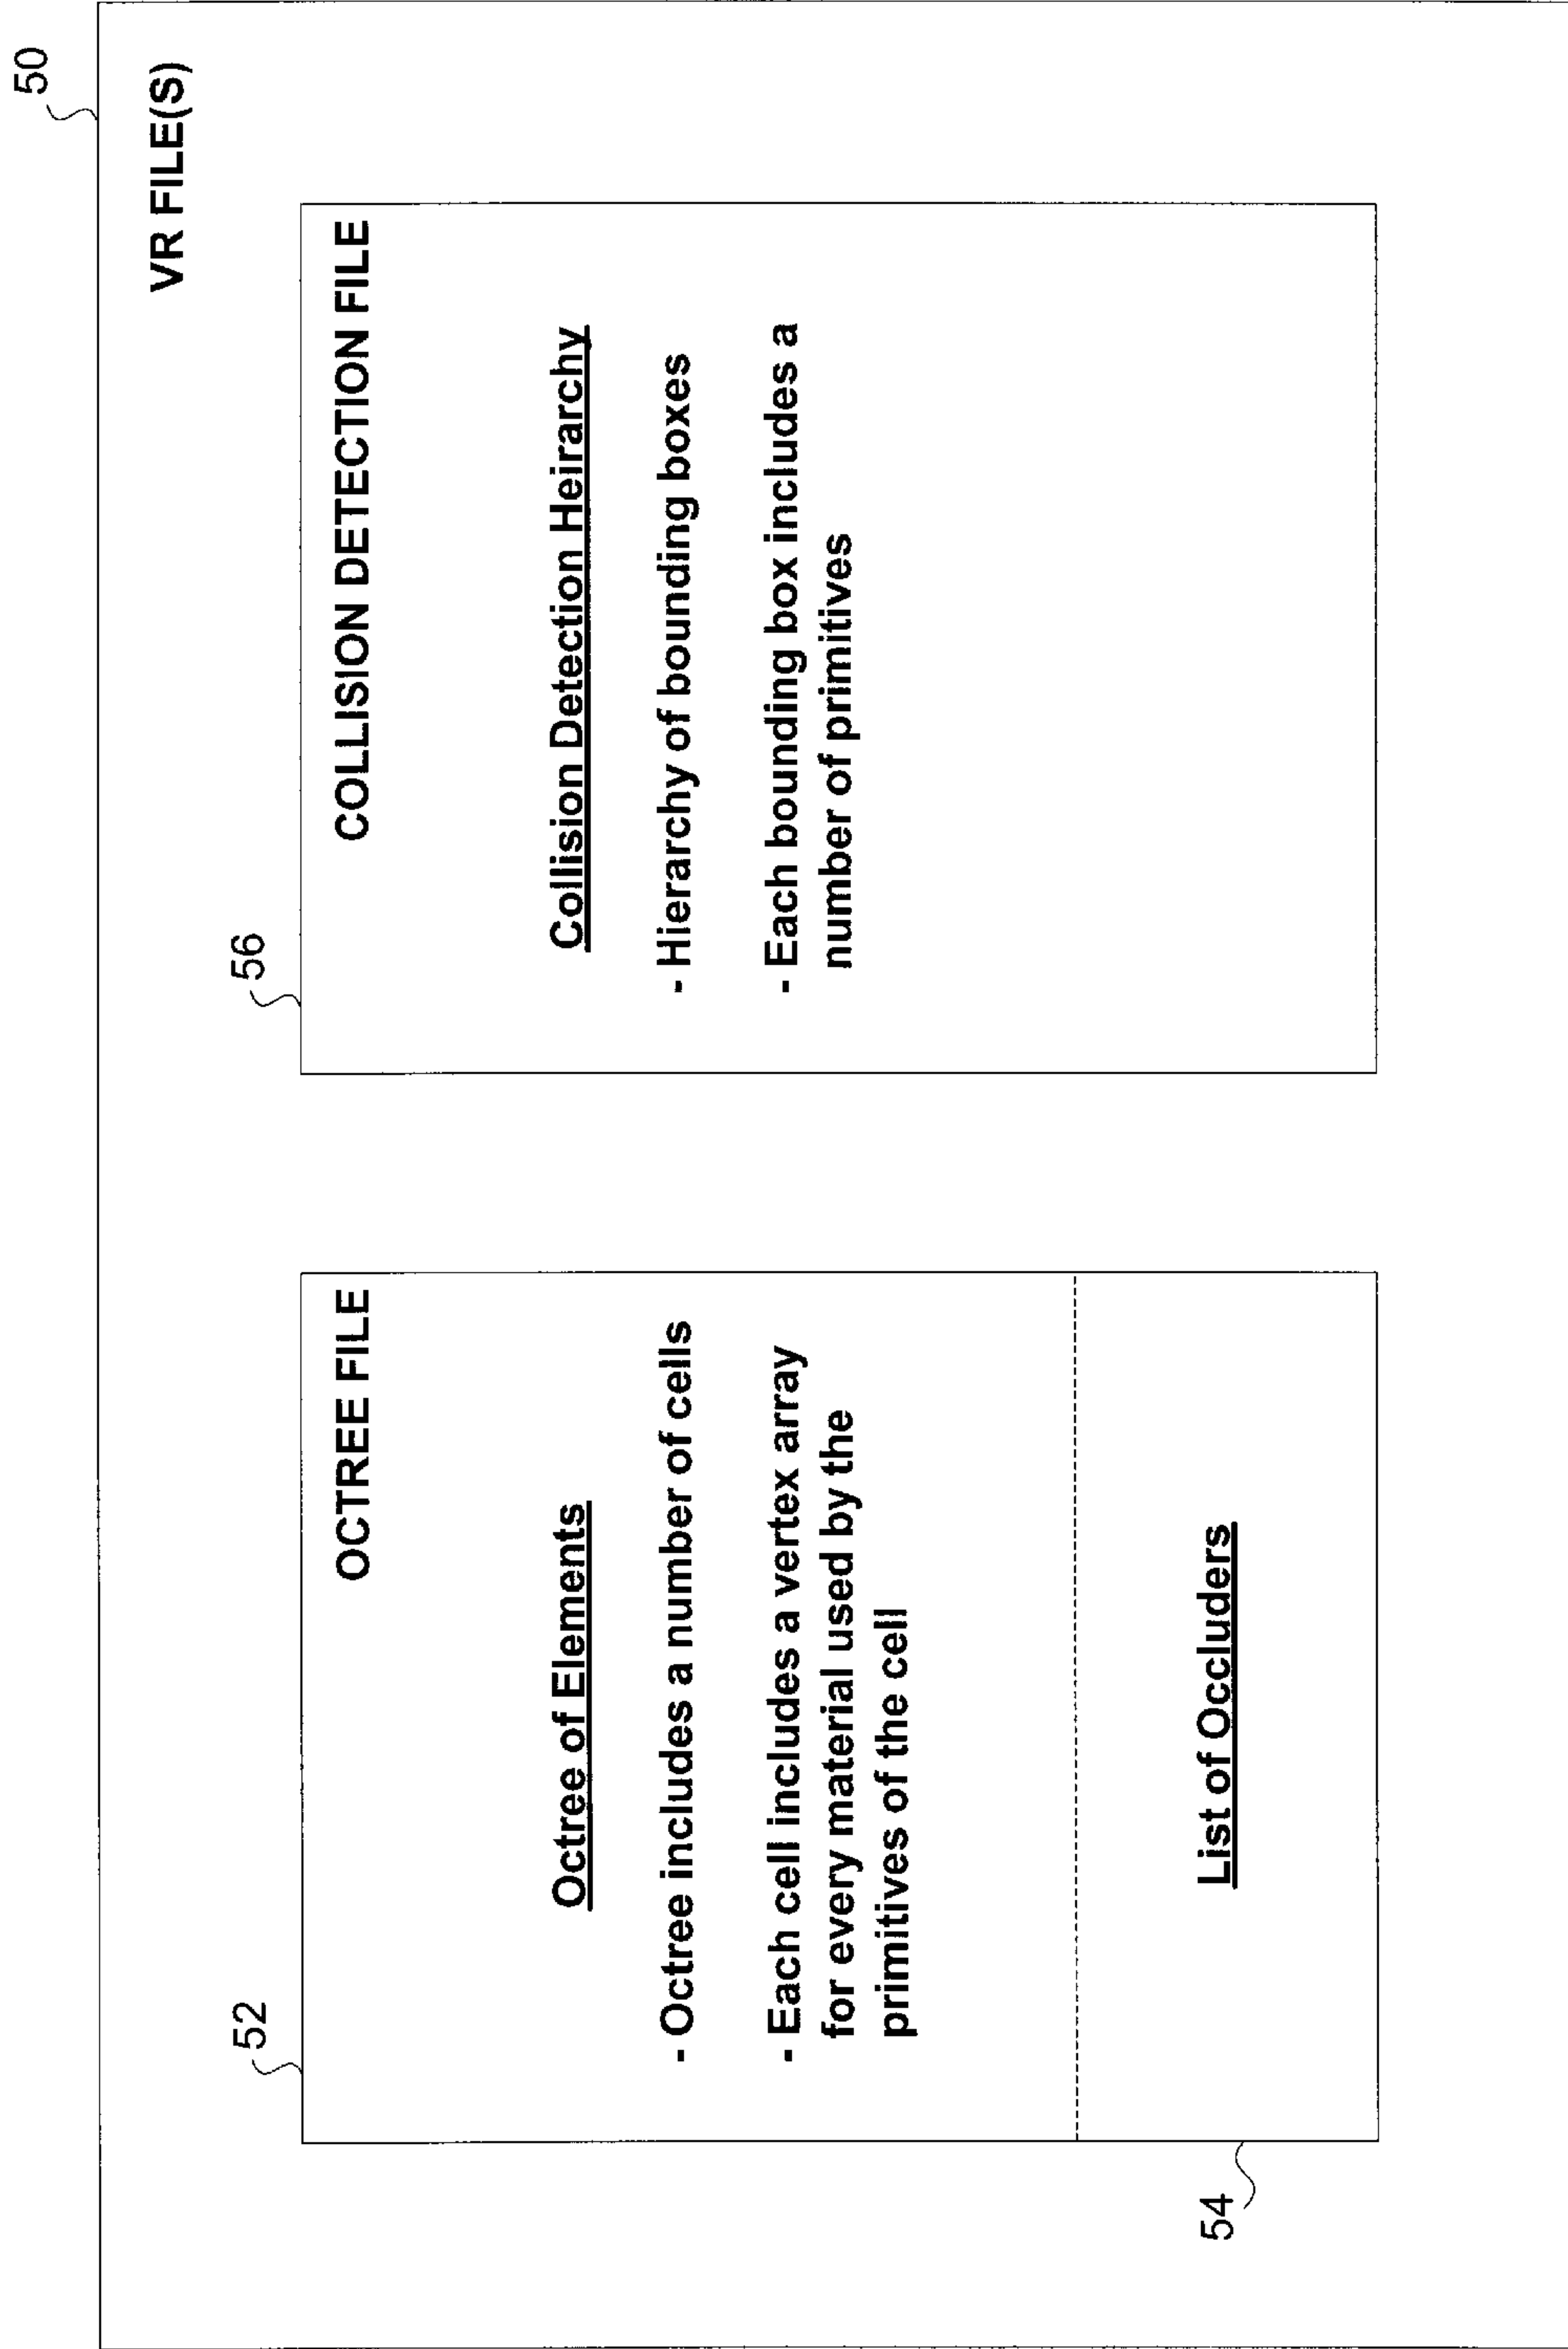 50
VR FILE(S)
52
OCTREE FILE
Octree of Elements
- Octree includes a number of cells
- Each cell includes a vertex array
for every material used by the
primitives of the cell
54
List of Occluders
56
COLLISION DETECTION FILE
Collision Detection Heirarchy
- Hierarchy of bounding boxes
- Each bounding box includes a
number of primitives